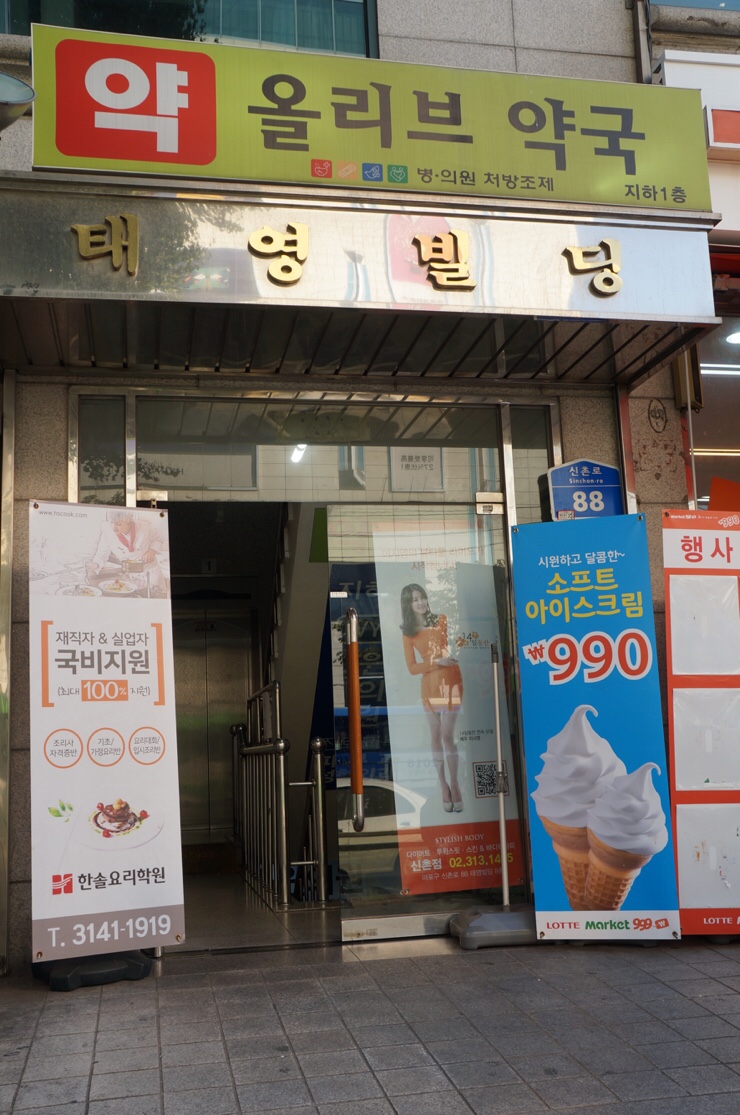 약 올리브 약국
병·의원 처방조제
지하1층
태영빌딩
신촌로
Sinchon-ro
88
www.hscook.com
재직자 & 실업자
국비지원
(최대 100% 지원)
조리사
자격증반
기초/
가정요리반
요리대회/
입시조리반
한솔요리학원
T. 3141-1919
STYLISH BODY
신촌점
시원하고 달콤한~
소프트
아이스크림
₩990
LOTTE Market 999
행사
LOTTE